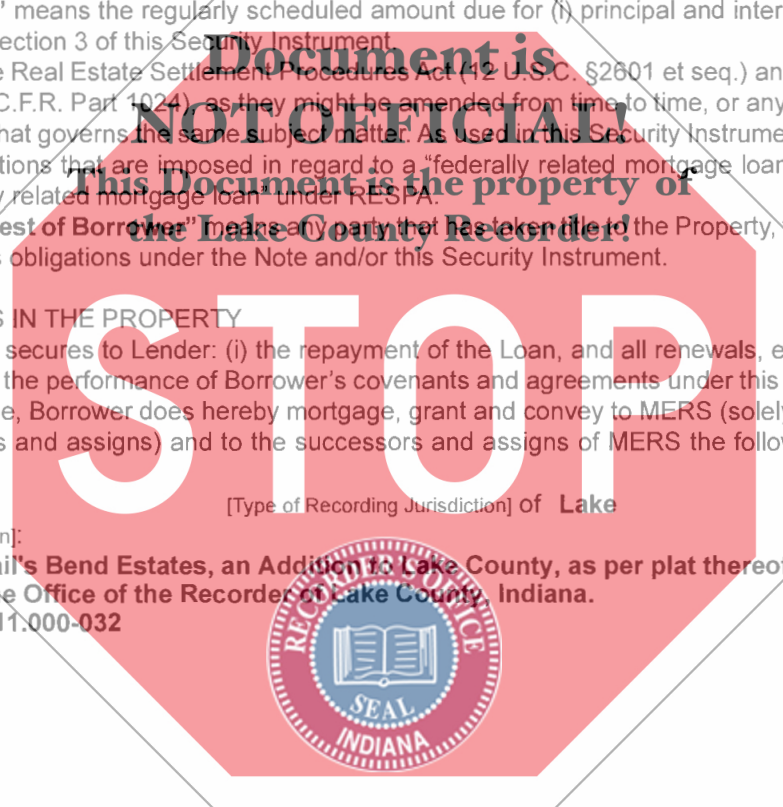 ” means the regularly scheduled amount due for (i) principal and inter
ection 3 of this Security Instrument.
Document is
e Real Estate Settlement Procedures Act (12 U.S.C. §2601 et seq.) an
C.F.R. Part 1024), as they might be amended from time to time, or any
NOT OFFICIAL!
hat governs the same subject matter. As used in this Security Instrume
tions that are imposed in regard to a “federally related mortgage loan
This Document is the property of
y related mortgage loan” under RESPA.
est of Borrower” means any party that has taken title to the Property,
the Lake County Recorder!
s obligations under the Note and/or this Security Instrument.
S IN THE PROPERTY
secures to Lender: (i) the repayment of the Loan, and all renewals, e
the performance of Borrower’s covenants and agreements under this
e, Borrower does hereby mortgage, grant and convey to MERS (solel
s and assigns) and to the successors and assigns of MERS the follo
STOP
[Type of Recording Jurisdiction] of Lake
n]:
ail's Bend Estates, an Addition to Lake County, as per plat thereof
e Office of the Recorder of Lake County, Indiana.
11.000-032
RECORDER'S OFFICE
SEAL
INDIANA